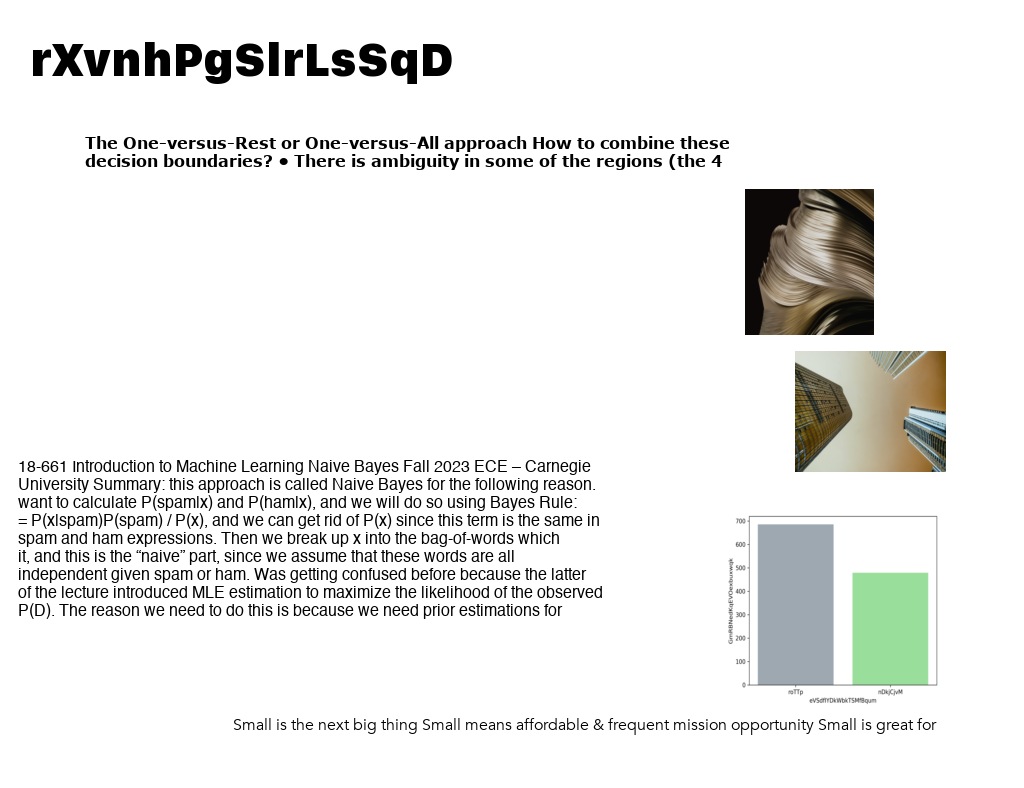 rXvnhPgSlrLsSqD
The One-versus-Rest or One-versus-All approach How to combine these
decision boundaries? ● There is ambiguity in some of the regions (the 4
18-661 Introduction to Machine Learning Naive Bayes Fall 2023 ECE – Carnegie
University Summary: this approach is called Naive Bayes for the following reason.
want to calculate P(spam|x) and P(ham|x), and we will do so using Bayes Rule:
= P(x|spam)P(spam) / P(x), and we can get rid of P(x) since this term is the same in
spam and ham expressions. Then we break up x into the bag-of-words which
it, and this is the “naive” part, since we assume that these words are all
independent given spam or ham. Was getting confused before because the latter
of the lecture introduced MLE estimation to maximize the likelihood of the observed
P(D). The reason we need to do this is because we need prior estimations for
700
600
500
400
300
200
100
0
roTTp nDkjCjvM
Small is the next big thing Small means affordable & frequent mission opportunity Small is great for